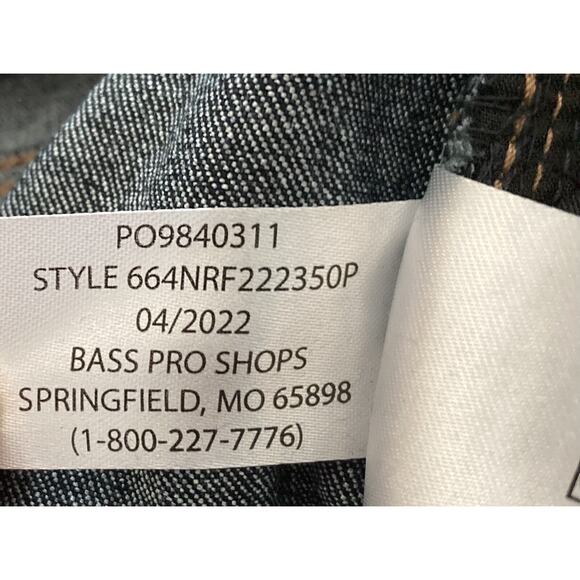 PO9840311
STYLE 664NRF222350P
04/2022
BASS PRO SHOPS
SPRINGFIELD, MO 65898
(1-800-227-7776)